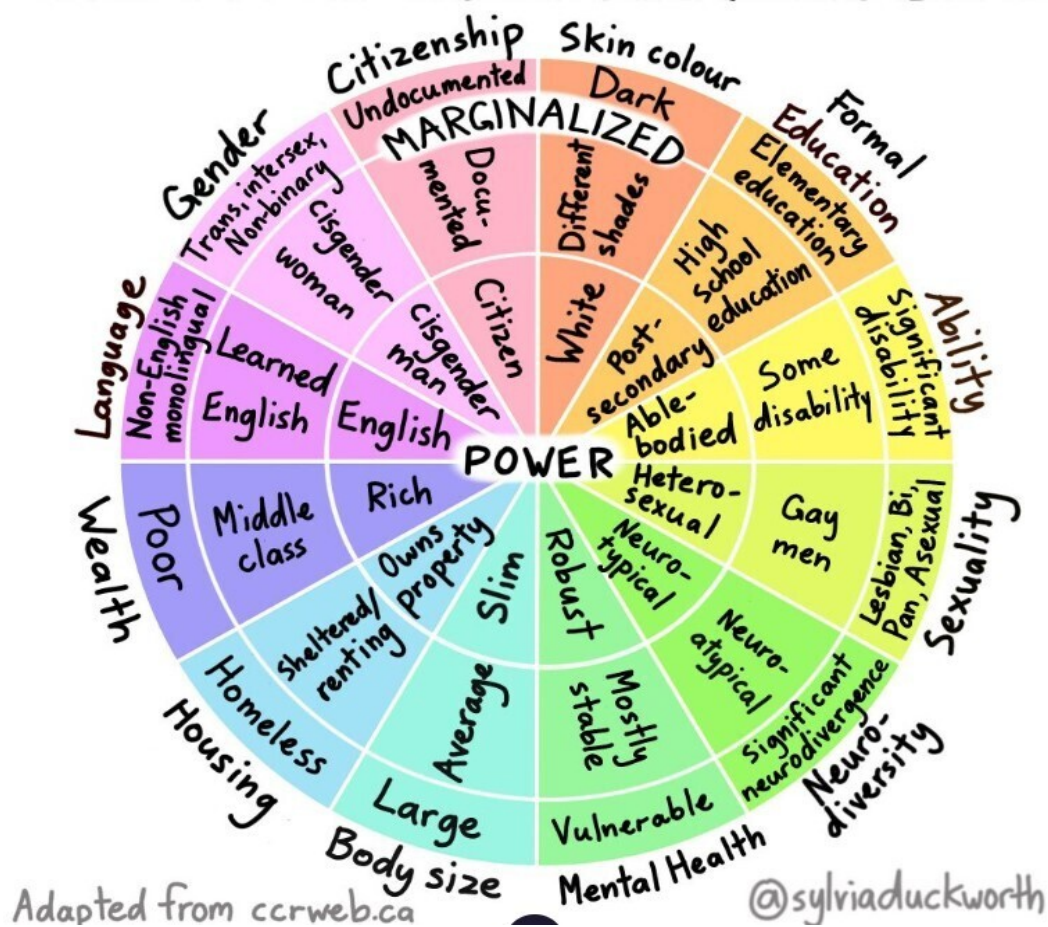 Citizenship
Undocumented
Docu-
mented
Citizen
Skin colour
Dark
Different
shades
White
Formal
Education
Elementary
education
High
school
education
Post-
secondary
Ability
Significant
disability
Some
disability
Able-
bodied
Sexuality
Lesbian, Bi,
Pan, Asexual
Gay
men
Hetero-
sexual
Neuro-
diversity
Significant
neurodivergence
Neuro-
atypical
Neuro-
typical
Mental Health
Vulnerable
Mostly
stable
Robust
Body size
Large
Average
Slim
Housing
Homeless
Sheltered/
renting
Owns
property
Wealth
Poor
Middle
class
Rich
Language
Non-English
monolingual
Learned
English
English
Gender
Trans, intersex,
Non-binary
cisgender
woman
cisgender
man
MARGINALIZED
POWER
Adapted from ccrweb.ca
@sylviaduckworth